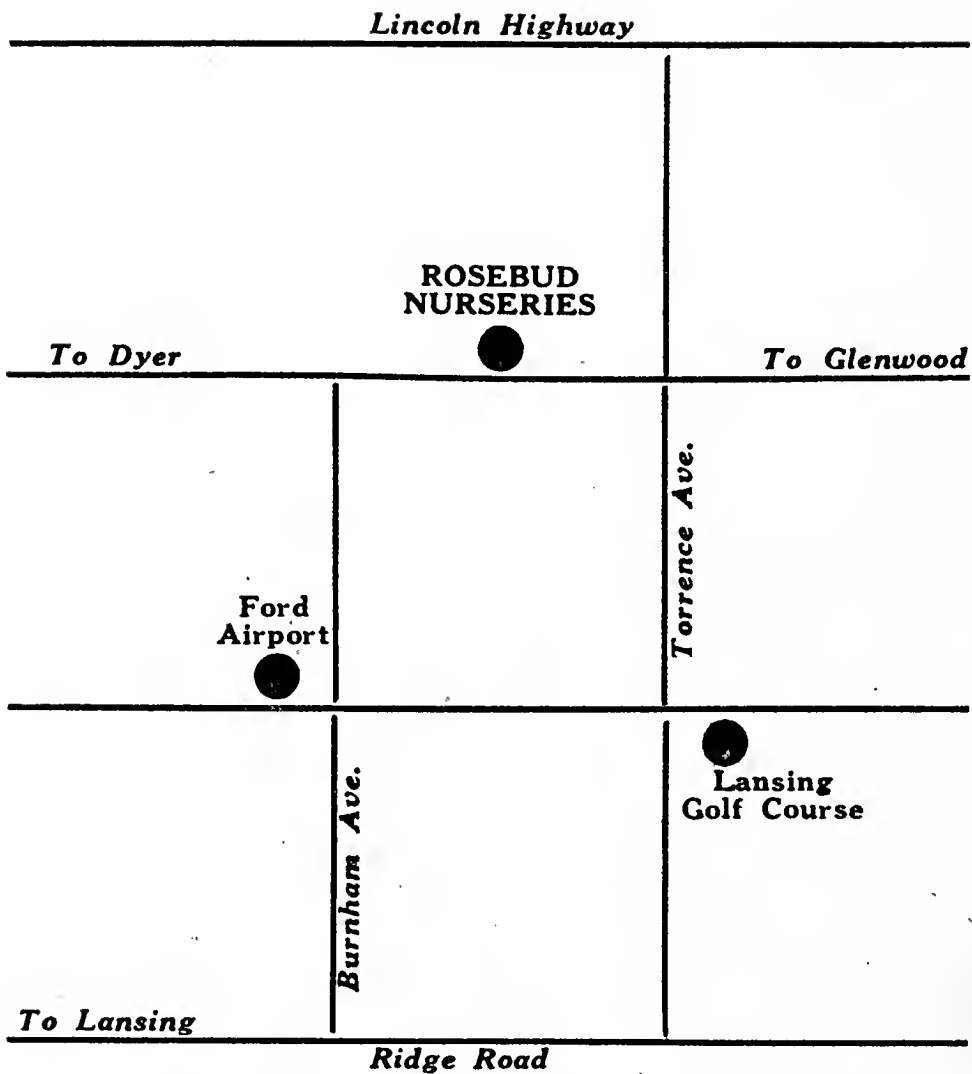 Lincoln Highway
ROSEBUD
NURSERIES
To Dyer
To Glenwood
Torrence Ave.
Ford
Airport
Lansing
Golf Course
Burnham Ave.
To Lansing
Ridge Road